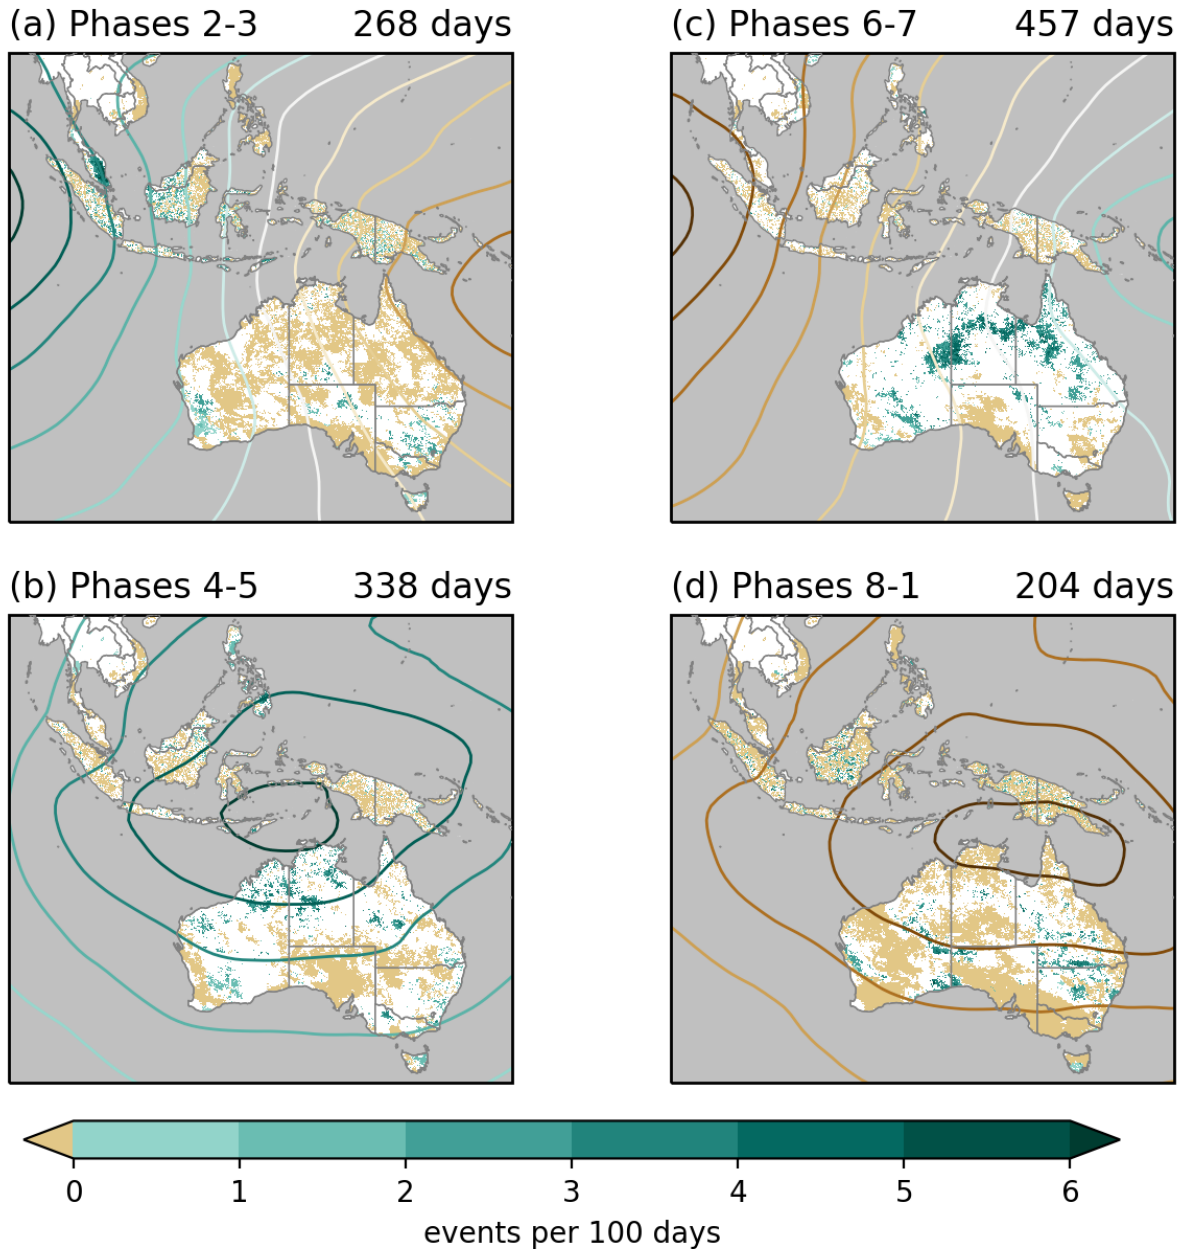 (a) Phases 2-3 268 days
(c) Phases 6-7 457 days
(b) Phases 4-5 338 days
(d) Phases 8-1 204 days
0 1 2 3 4 5 6
events per 100 days